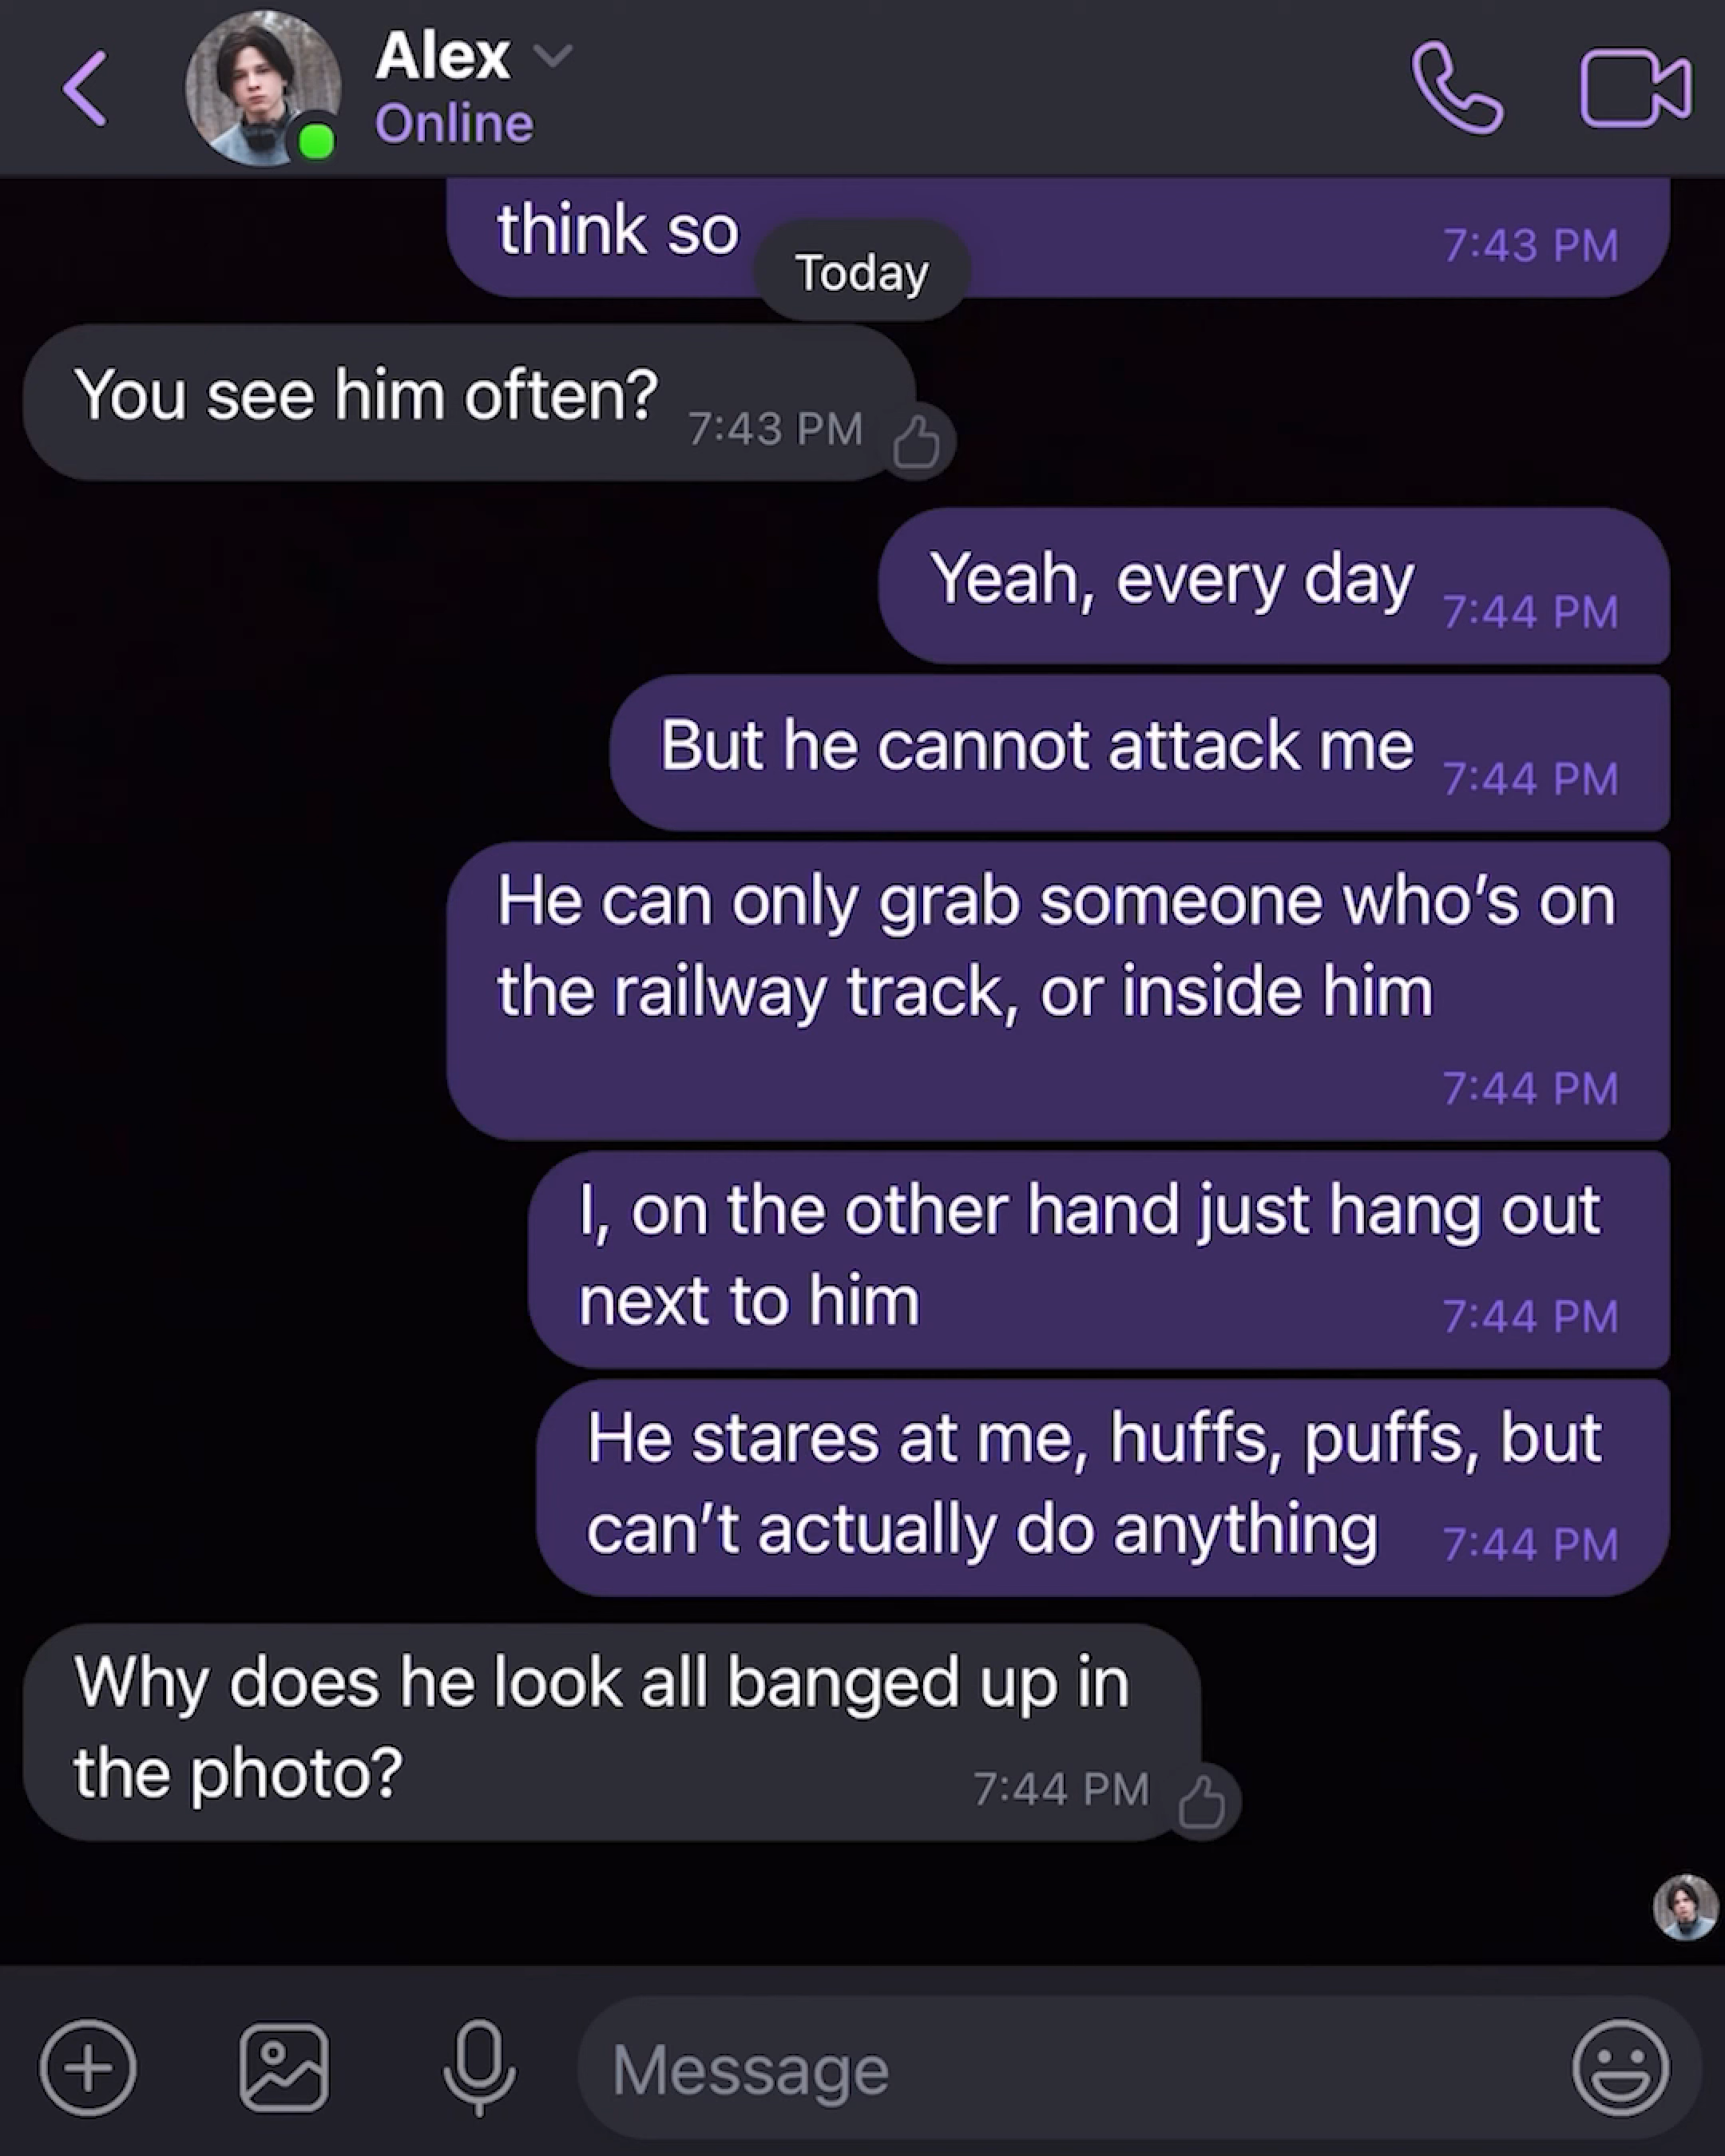 Alex
Online
think so
7:43 PM
Today
You see him often?
7:43 PM
Yeah, every day
7:44 PM
But he cannot attack me
7:44 PM
He can only grab someone who’s on
the railway track, or inside him
7:44 PM
I, on the other hand just hang out
next to him
7:44 PM
He stares at me, huffs, puffs, but
can’t actually do anything
7:44 PM
Why does he look all banged up in
the photo?
7:44 PM
Message